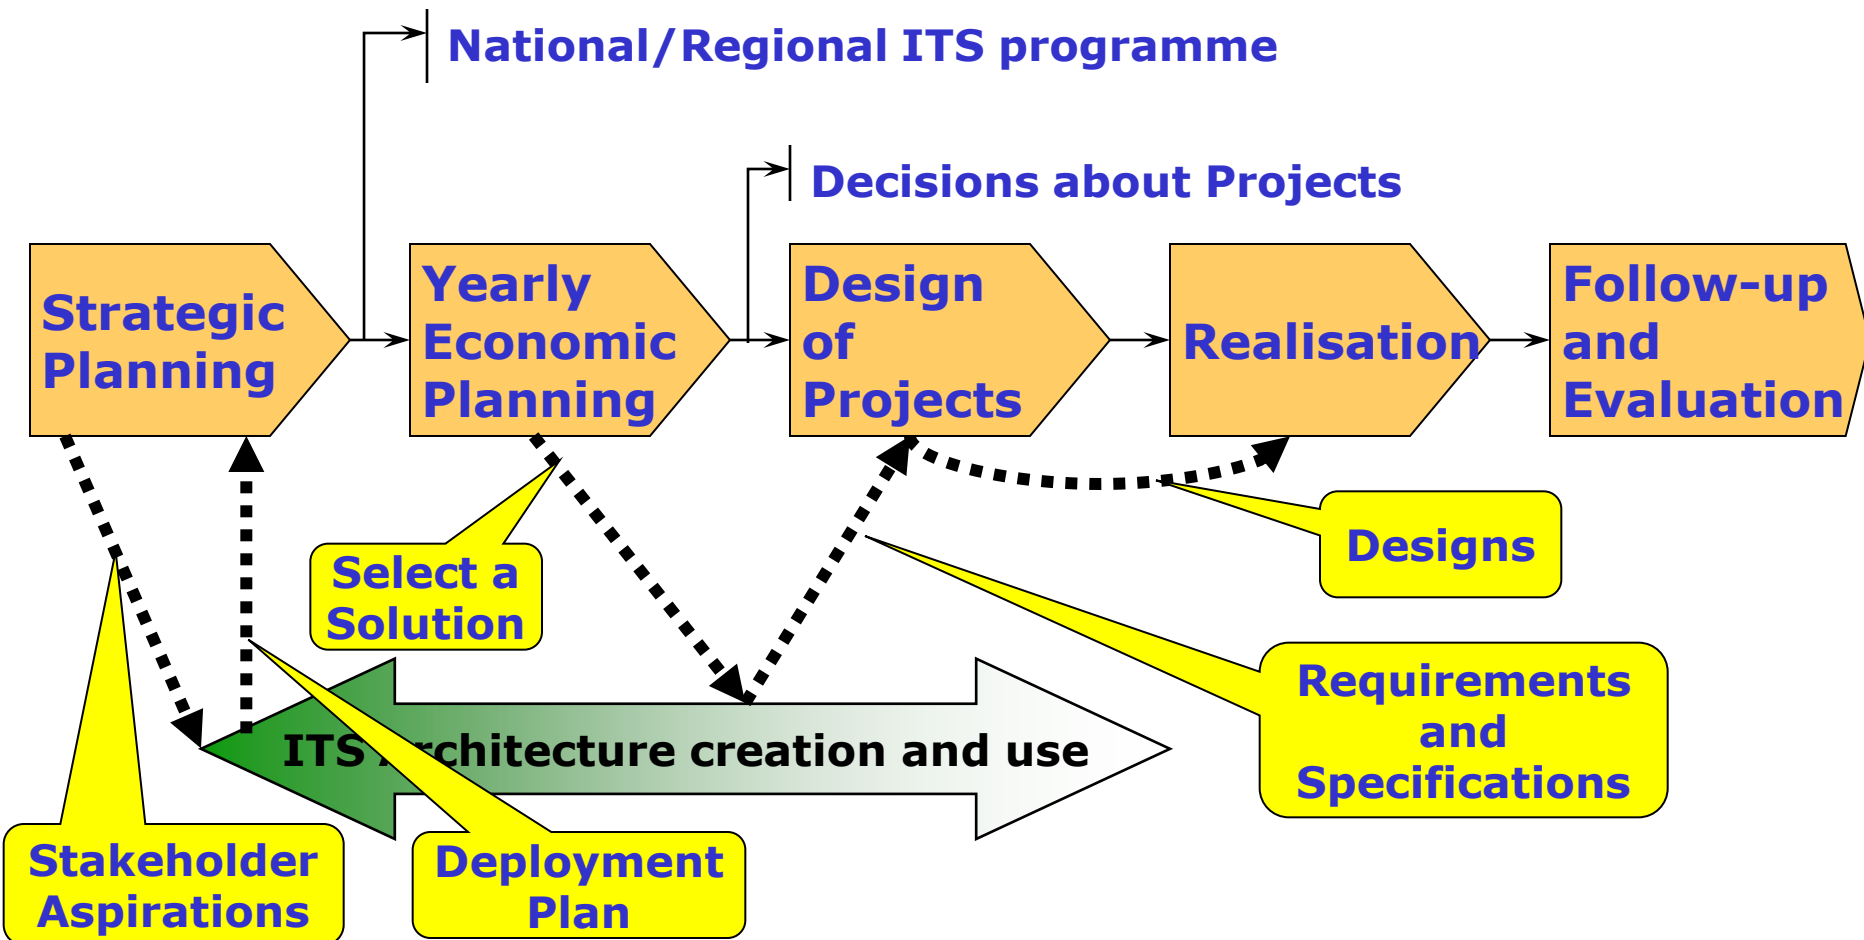 National/Regional ITS programme
Decisions about Projects
Strategic
Planning
Yearly
Economic
Planning
Design
of
Projects
Realisation
Follow-up
and
Evaluation
Select a
Solution
Designs
Requirements
and
Specifications
ITS Architecture creation and use
Stakeholder
Aspirations
Deployment
Plan